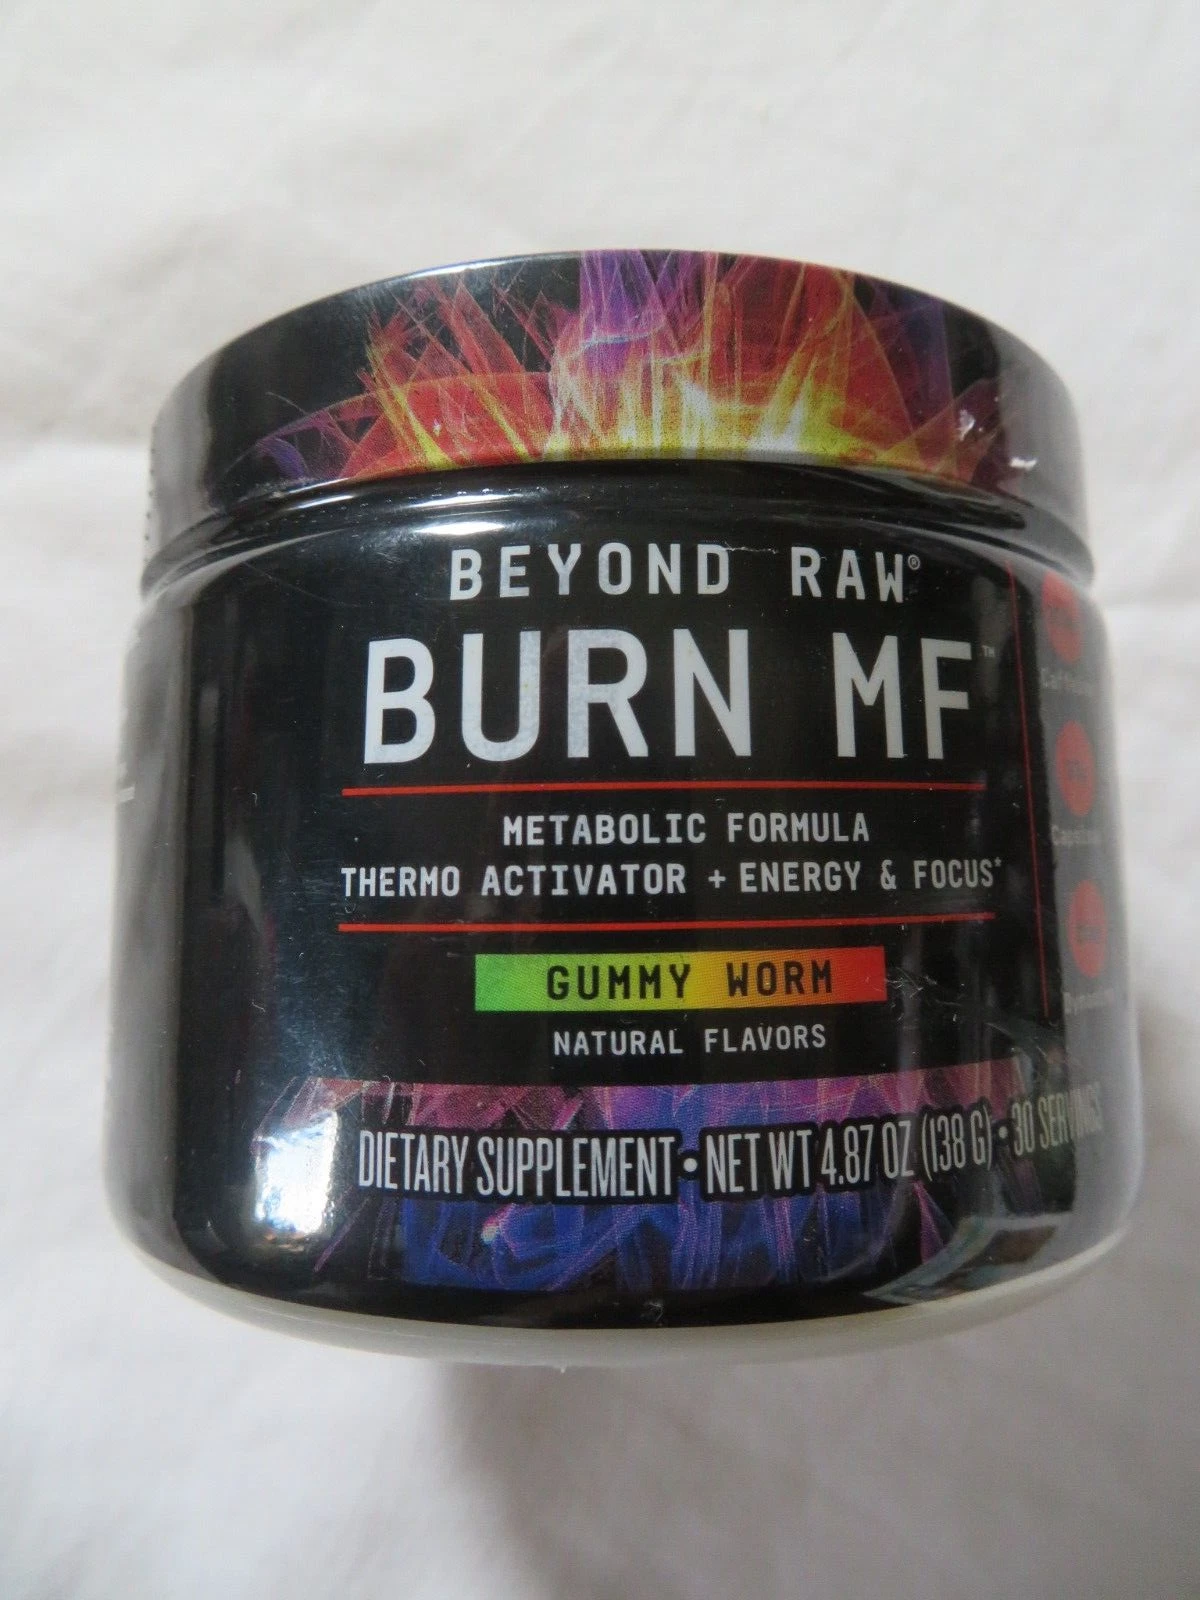 BEYOND RAW®
BURN MF™
METABOLIC FORMULA
THERMO ACTIVATOR + ENERGY & FOCUS*
GUMMY WORM
NATURAL FLAVORS
DIETARY SUPPLEMENT • NET WT 4.87 OZ (138 G) • 30 SERVINGS
Caffeine